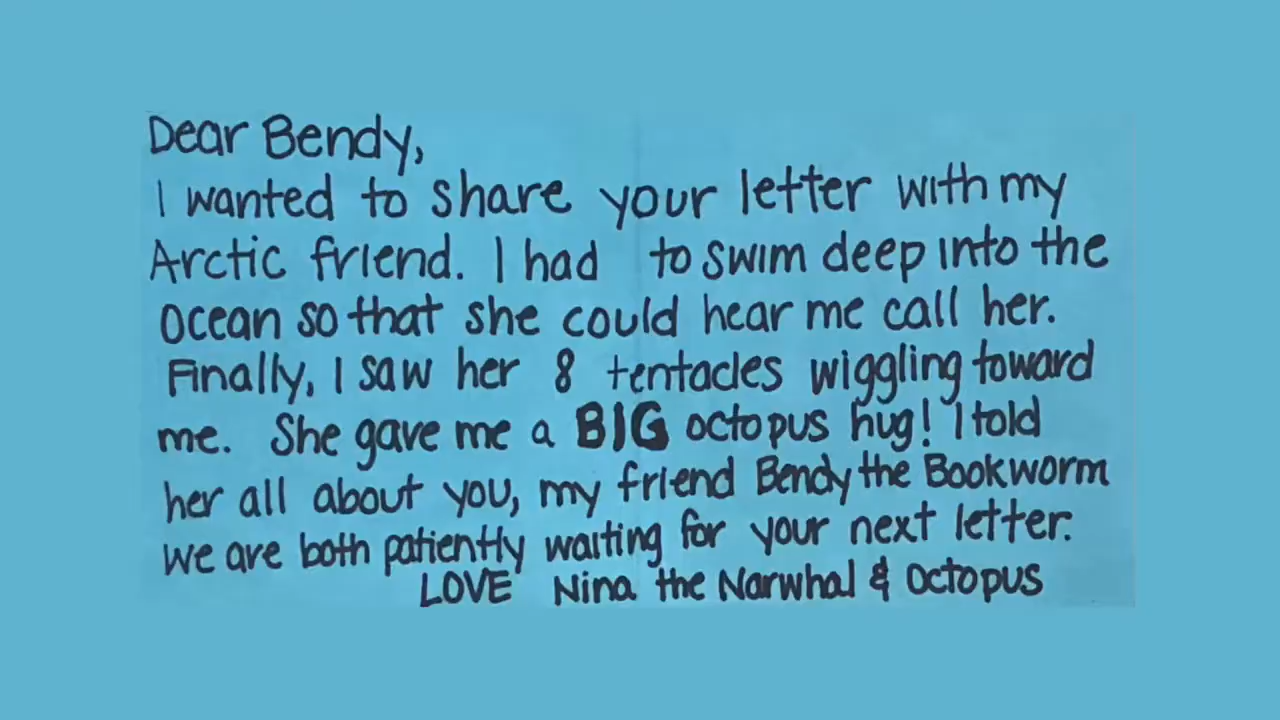 Dear Bendy,
I wanted to share your letter with my
Arctic friend. I had to swim deep into the
Ocean so that she could hear me call her.
Finally, I saw her 8 tentacles wiggling toward
me. She gave me a BIG octopus hug! I told
her all about you, my friend Bendy the Bookworm
We are both patiently waiting for your next letter.
LOVE Nina the Narwhal & Octopus